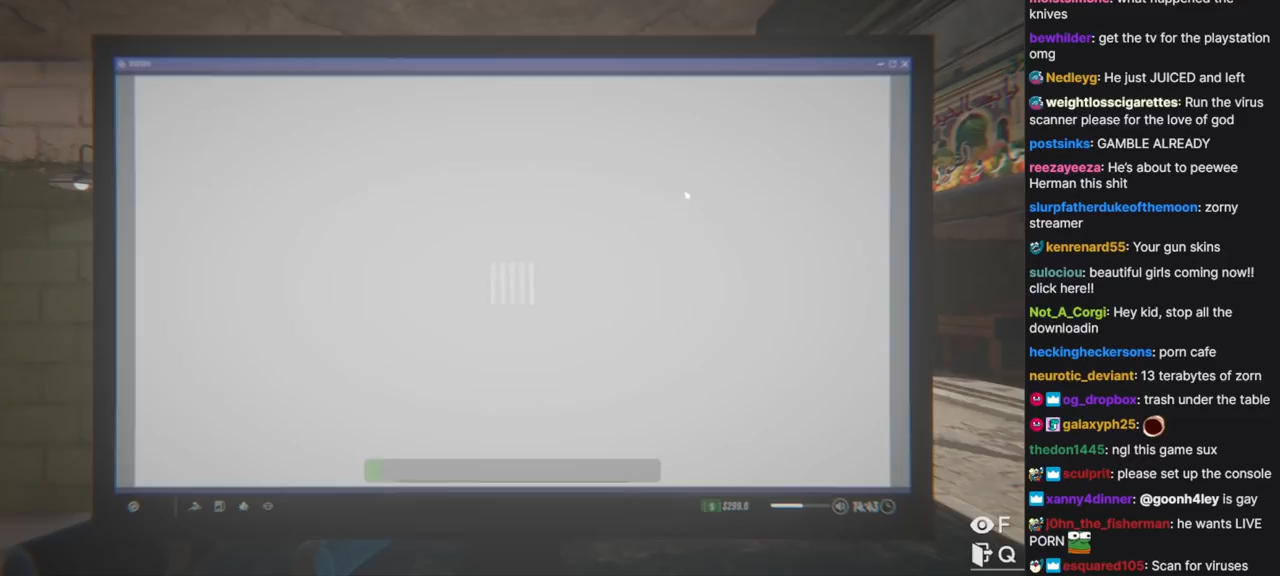 knives
bewhilder: get the tv for the playstation
omg
Nedleyg: He just JUICED and left
weightlosscigarettes: Run the virus
scanner please for the love of god
postsinks: GAMBLE ALREADY
reezayeeza: He's about to peewee
Herman this shit
slurpfatherdukeofthemoon: zorny
streamer
kenrenard55: Your gun skins
sulociou: beautiful girls coming now!!
click here!!
Not_A_Corgi: Hey kid, stop all the
downloadin
heckingheckersons: porn cafe
neurotic_deviant: 13 terabytes of zorn
og_dropbox: trash under the table
galaxyph25:
thedon1445: ngl this game sux
sculprit: please set up the console
xanny4dinner: @goonh4ley is gay
j0hn_the_fisherman: he wants LIVE
PORN
esquared105: Scan for viruses
$299.6
F
Q